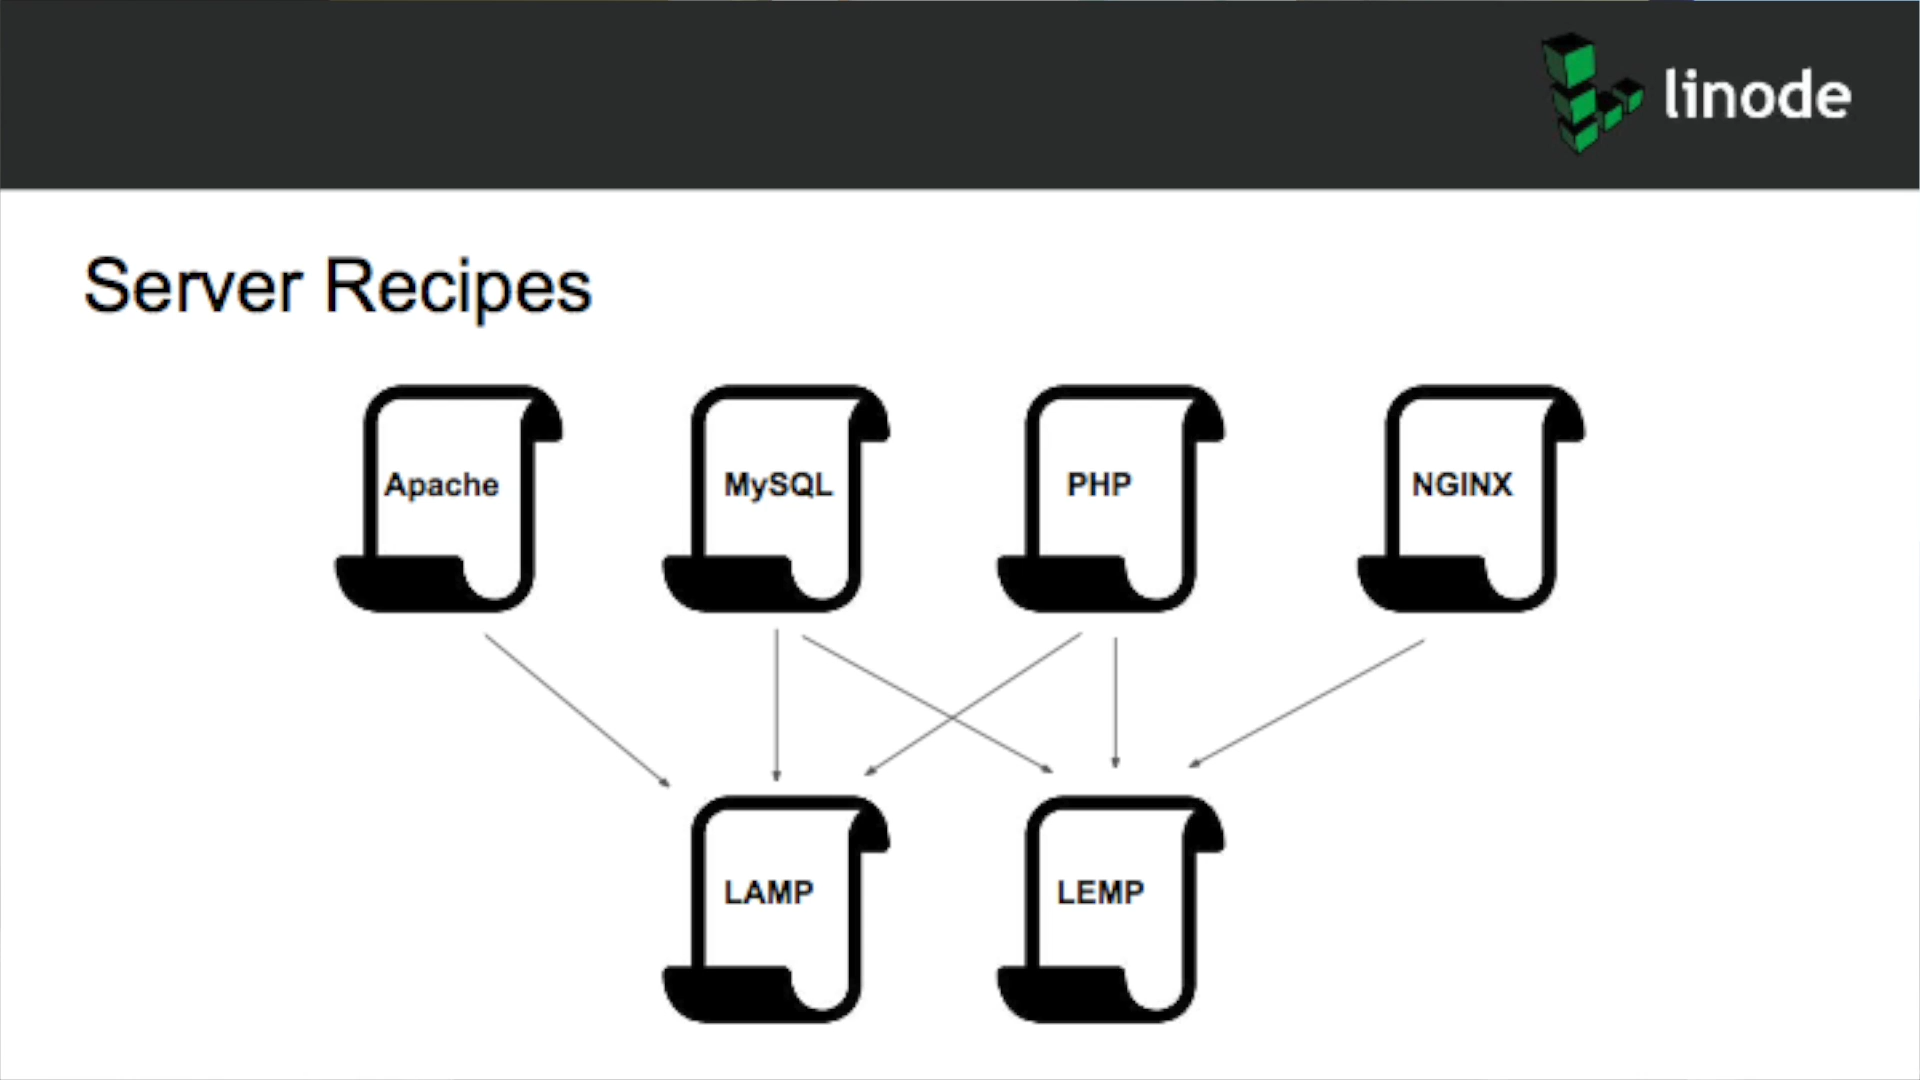 linode
Server Recipes
Apache
MySQL
PHP
NGINX
LAMP
LEMP